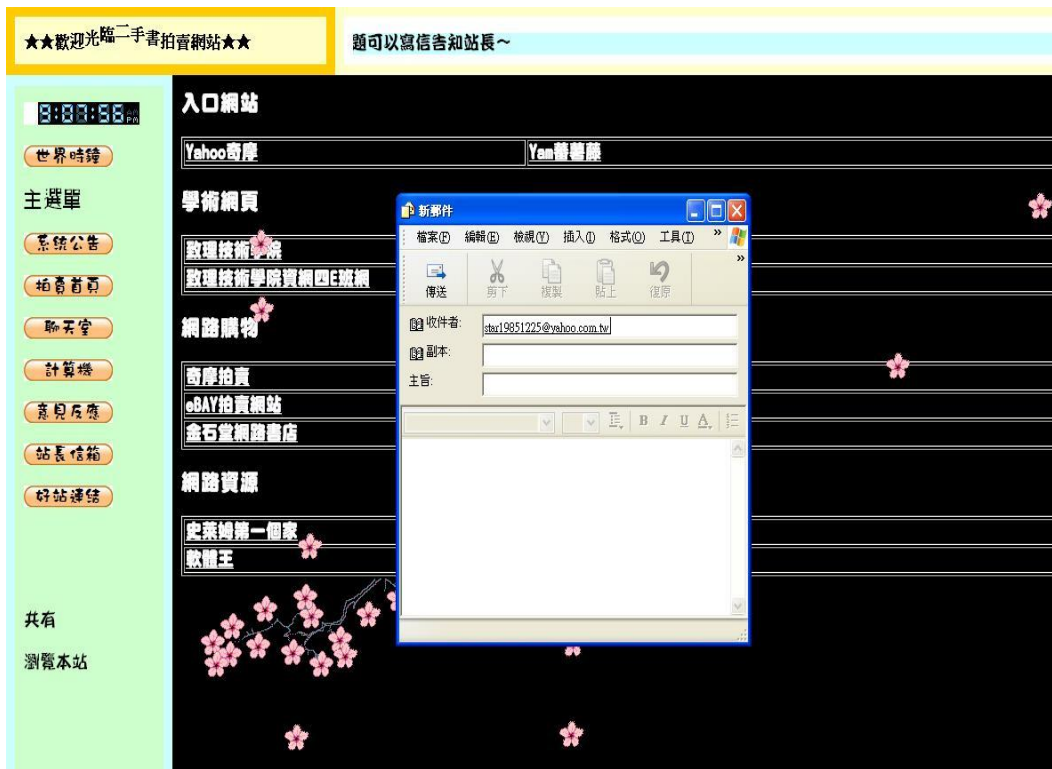 ★★歡迎光臨二手書拍賣網站★★
題可以寫信告知站長～
世界時鐘
主選單
系統公告
拍賣首頁
聊天室
計算機
意見反應
站長信箱
好站連結
共有
瀏覽本站
入口網站
Yahoo奇摩 Yam蕃薯藤
學術網頁
致理技術學院
致理技術學院資網四E班網
網路購物
奇摩拍賣
eBAY拍賣網站
金石堂網路書店
網路資源
史萊姆第一個家
軟體王
新郵件
檔案(F) 編輯(E) 檢視(V) 插入(I) 格式(O) 工具(T) »
傳送 剪下 複製 貼上 復原 »
收件者: star19851225@yahoo.com.tw
副本:
主旨:
B I U A